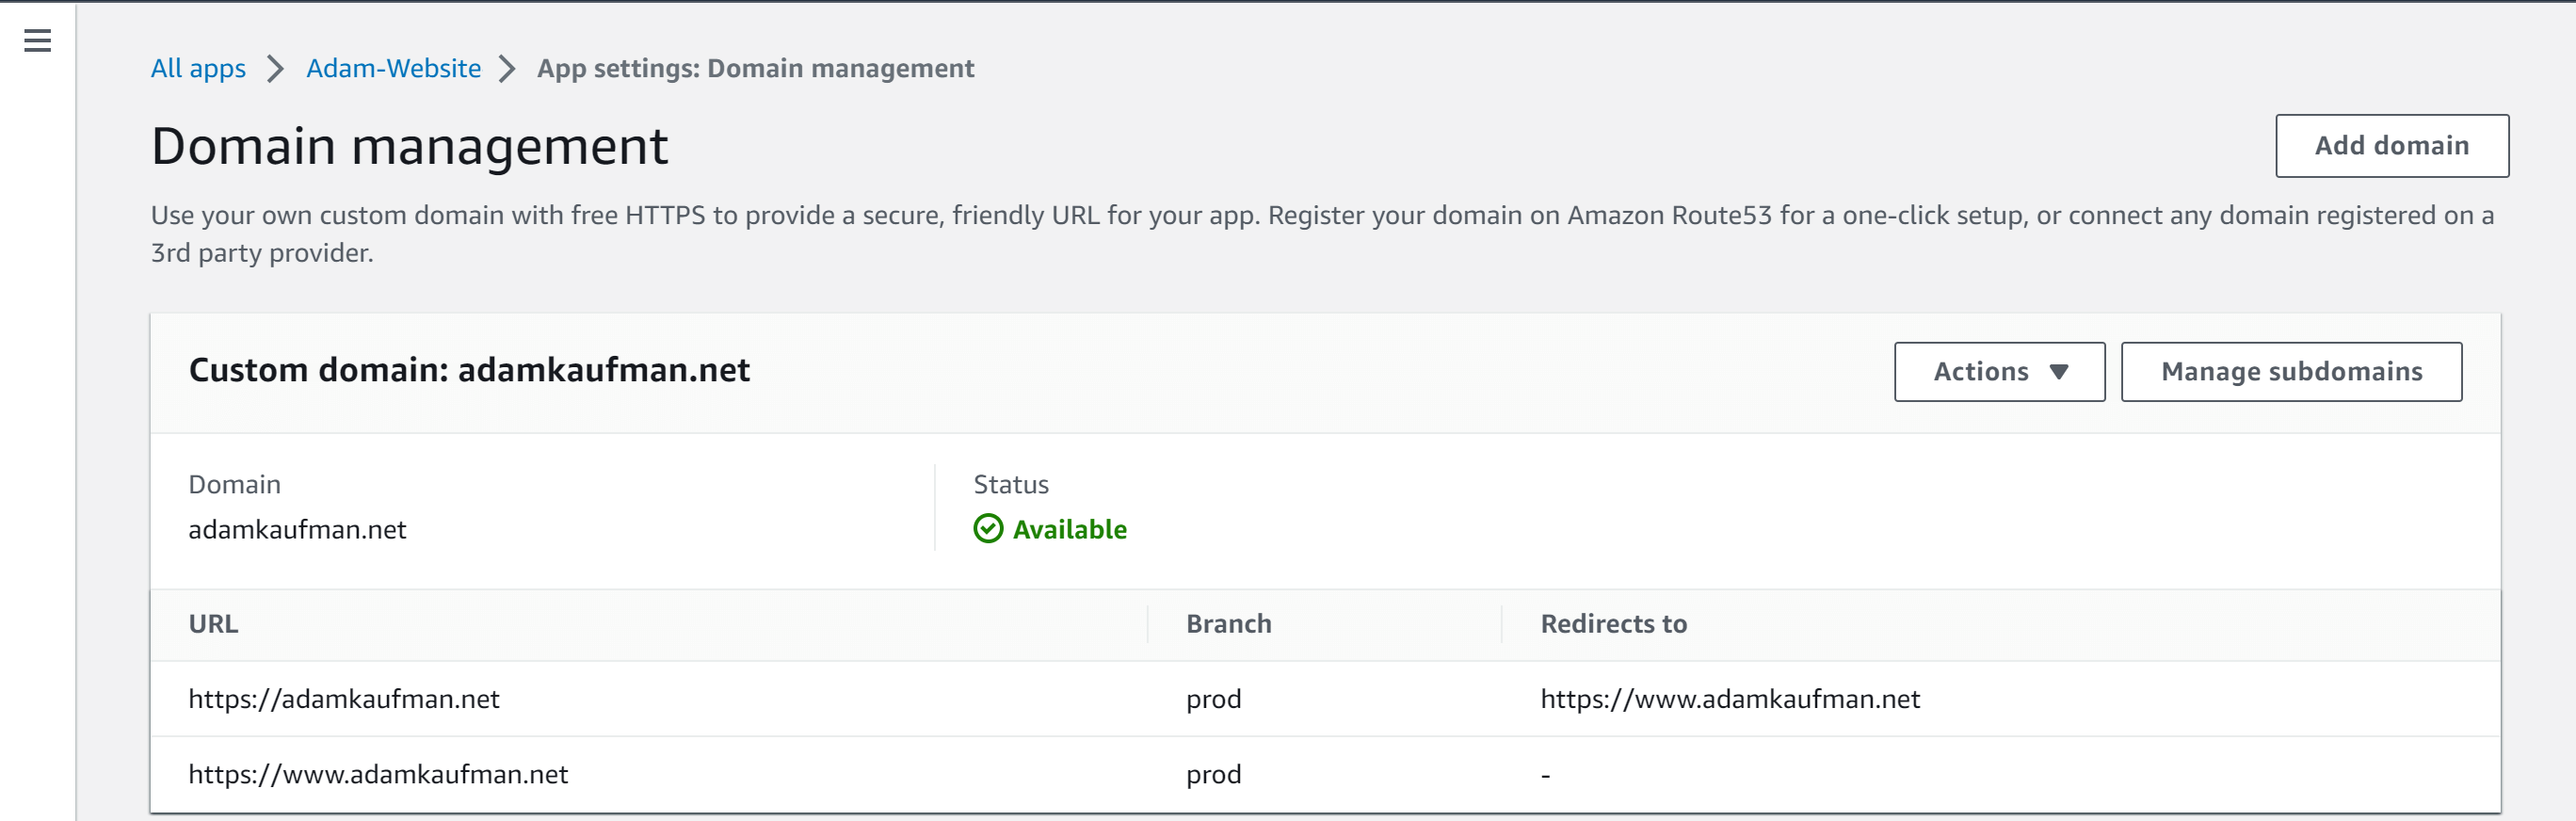 All apps > Adam-Website > App settings: Domain management
Domain management
Add domain
Use your own custom domain with free HTTPS to provide a secure, friendly URL for your app. Register your domain on Amazon Route53 for a one-click setup, or connect any domain registered on a
3rd party provider.
Custom domain: adamkaufman.net
Actions ▼
Manage subdomains
Domain
adamkaufman.net
Status
Available
URL Branch Redirects to
https://adamkaufman.net prod https://www.adamkaufman.net
https://www.adamkaufman.net prod -